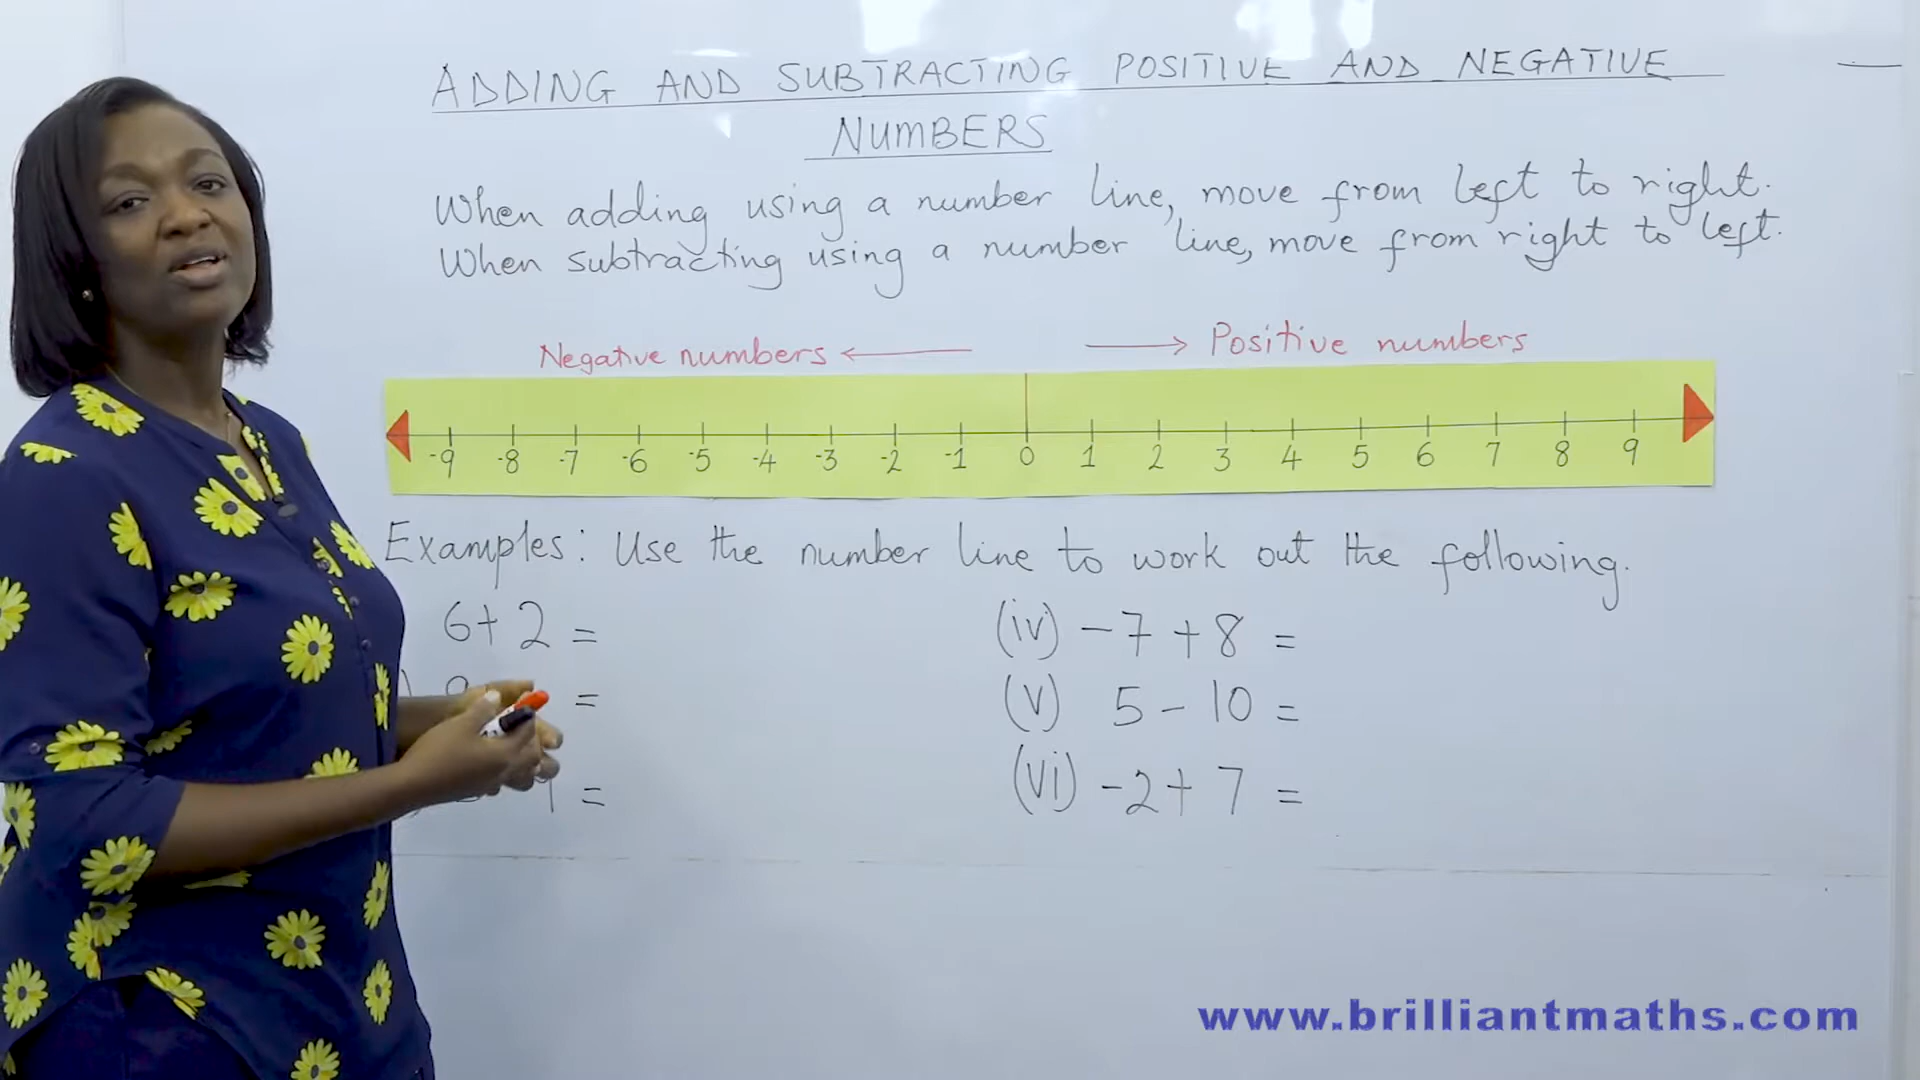 ADDING AND SUBTRACTING POSITIVE AND NEGATIVE
NUMBERS
When adding using a number line, move from left to right.
When subtracting using a number line, move from right to left.
Negative numbers ← → Positive numbers
-9 -8 -7 -6 -5 -4 -3 -2 -1 0 1 2 3 4 5 6 7 8 9
Examples: Use the number line to work out the following.
6+ 2 = (iv) -7 + 8 =
= (v) 5 - 10 =
= (vi) -2 + 7 =
www.brilliantmaths.com